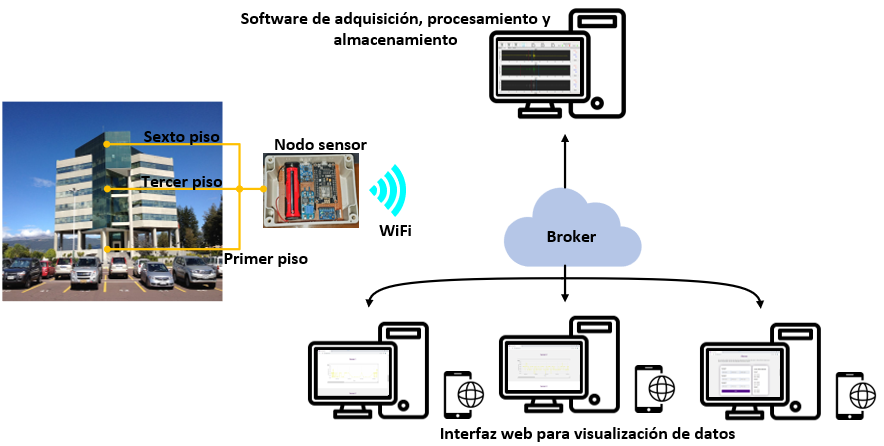 Software de adquisición, procesamiento y
almacenamiento
Sexto piso
Nodo sensor
Tercer piso
WiFi
Broker
Primer piso
Interfaz web para visualización de datos